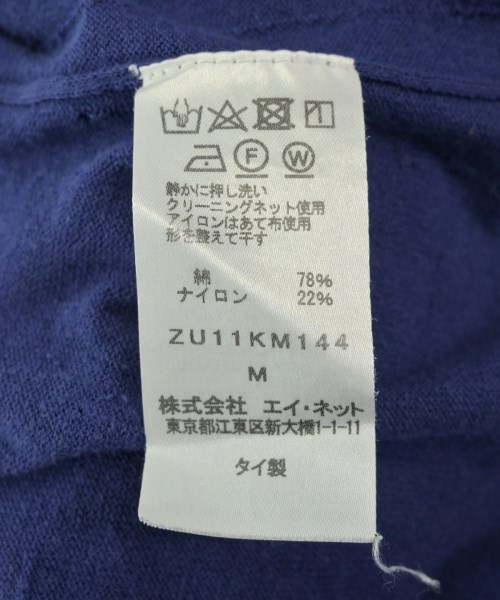 F W
静かに押し洗い
クリーニングネット使用
アイロンはあて布使用
形を整えて干す
綿 78%
ナイロン 22%
ZU11KM144
M
株式会社 エイ・ネット
東京都江東区新大橋1-1-11
タイ製